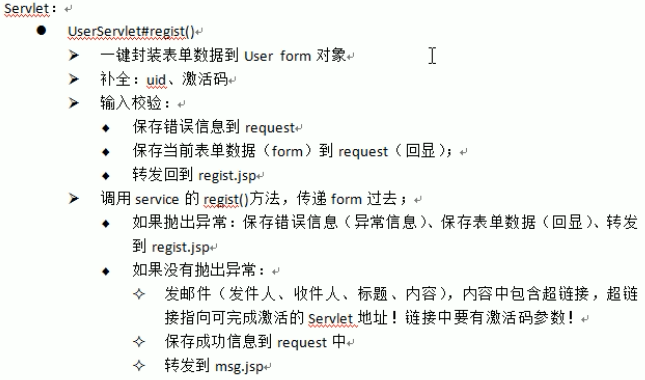 Servlet：
UserServlet#regist()
一键封装表单数据到 User form 对象
补全：uid、激活码
输入校验：
保存错误信息到 request
保存当前表单数据（form）到 request（回显）；
转发回到 regist.jsp
调用 service 的 regist()方法，传递 form 过去；
如果抛出异常：保存错误信息（异常信息）、保存表单数据（回显）、转发
到 regist.jsp
如果没有抛出异常：
发邮件（发件人、收件人、标题、内容），内容中包含超链接，超链
接指向可完成激活的 Servlet 地址！链接中要有激活码参数！
保存成功信息到 request 中
转发到 msg.jsp